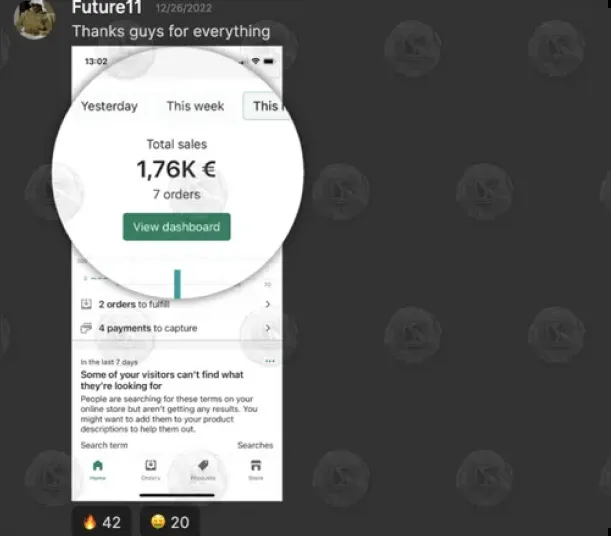 Future11 12/26/2022
Thanks guys for everything
13:02
Yesterday This week This
Total sales
1,76K €
7 orders
View dashboard
2 orders to fulfill
4 payments to capture
In the last 7 days
Some of your visitors can't find what
they're looking for
People are searching for these terms on your
online store but aren't getting any results. You
might want to add them to your product
descriptions to help them out.
Search term Searches
Home Orders Products Store
42 20